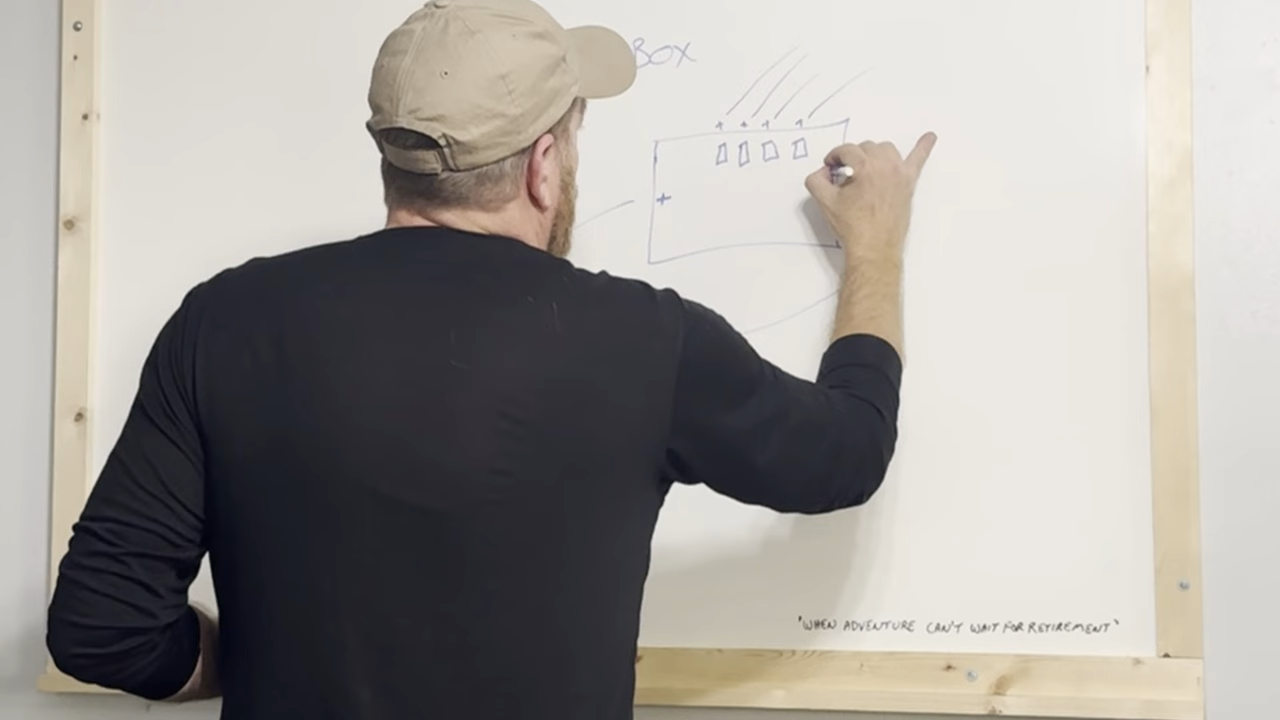 BOX
+ + + +
+
'WHEN ADVENTURE CAN'T WAIT FOR RETIREMENT'